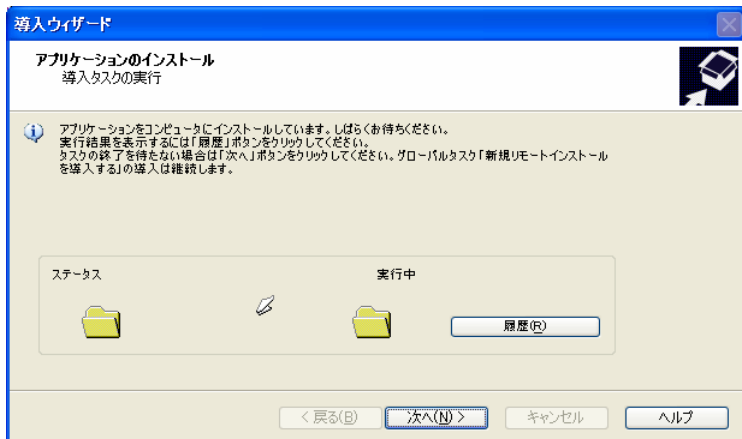 導入ウィザード
アプリケーションのインストール
導入タスクの実行
アプリケーションをコンピュータにインストールしています。しばらくお待ちください。
実行結果を表示するには「履歴」ボタンをクリックしてください。
タスクの終了を待たない場合は「次へ」ボタンをクリックしてください。グローバルタスク「新規リモートインストール
を導入する」の導入は継続します。
ステータス
実行中
履歴(R)
< 戻る(B)
次へ(N) >
キャンセル
ヘルプ